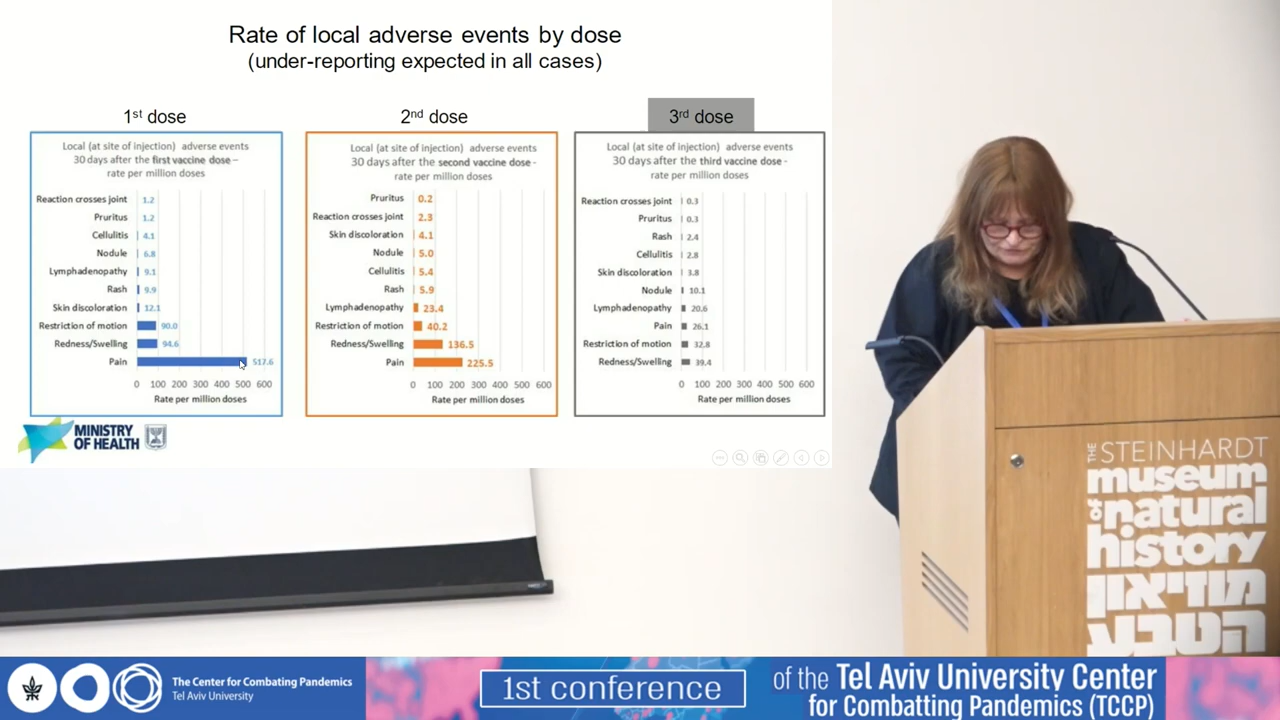 Rate of local adverse events by dose
(under-reporting expected in all cases)
1st dose
Local (at site of injection) adverse events
30 days after the first vaccine dose –
rate per million doses
Reaction crosses joint 1.2
Pruritus 1.2
Cellulitis 4.1
Nodule 6.8
Lymphadenopathy 9.1
Rash 9.9
Skin discoloration 12.1
Restriction of motion 90.0
Redness/Swelling 94.6
Pain 517.6
0 100 200 300 400 500 600
Rate per million doses
2nd dose
Local (at site of injection) adverse events
30 days after the second vaccine dose -
rate per million doses
Pruritus 0.2
Reaction crosses joint 2.3
Skin discoloration 4.1
Nodule 5.0
Cellulitis 5.4
Rash 5.9
Lymphadenopathy 23.4
Restriction of motion 40.2
Redness/Swelling 136.5
Pain 225.5
0 100 200 300 400 500 600
Rate per million doses
3rd dose
Local (at site of injection) adverse events
30 days after the third vaccine dose -
rate per million doses
Reaction crosses joint 0.3
Pruritus 0.3
Rash 2.4
Cellulitis 2.8
Skin discoloration 3.8
Nodule 10.1
Lymphadenopathy 20.6
Pain 26.1
Restriction of motion 32.8
Redness/Swelling 39.4
0 100 200 300 400 500 600
Rate per million doses
MINISTRY
OF HEALTH
THE STEINHARDT
museum
of natural
history
מוזיאון
הטבע
The Center for Combating Pandemics
Tel Aviv University
1st conference
of the Tel Aviv University Center
for Combatting Pandemics (TCCP)